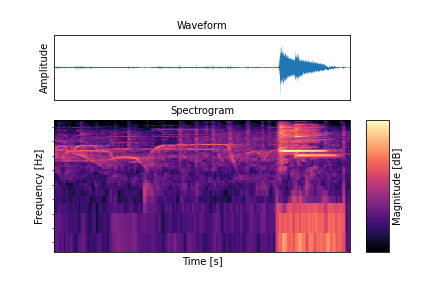 Waveform
Amplitude
Spectrogram
Frequency [Hz]
Magnitude [dB]
Time [s]